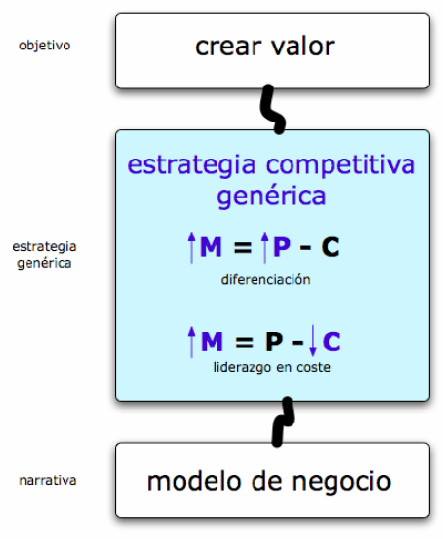 objetivo
crear valor
estrategia competitiva
genérica
↑M = ↑P - C
diferenciación
estrategia
genérica
↑M = P - ↓C
liderazgo en coste
narrativa
modelo de negocio